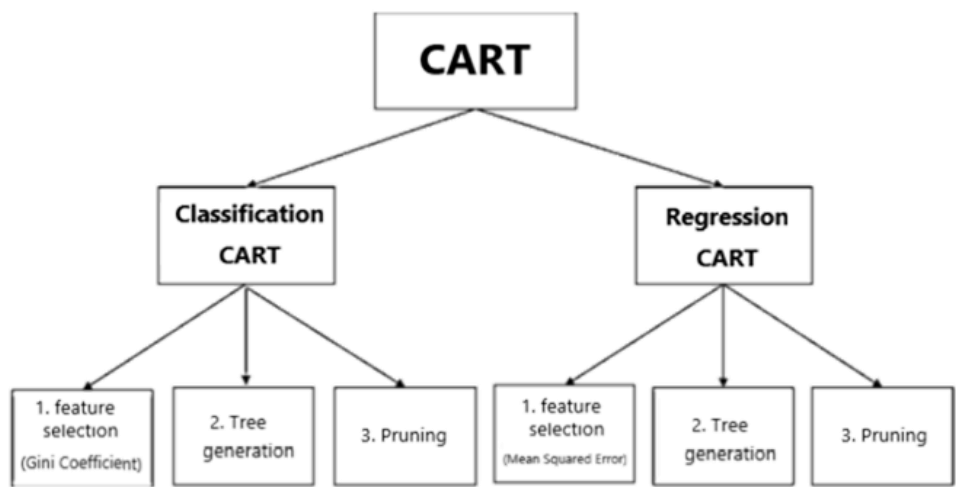 CART
Classification
CART
Regression
CART
1. feature
selection
(Gini Coefficient)
2. Tree
generation
3. Pruning
1. feature
selection
(Mean Squared Error)
2. Tree
generation
3. Pruning